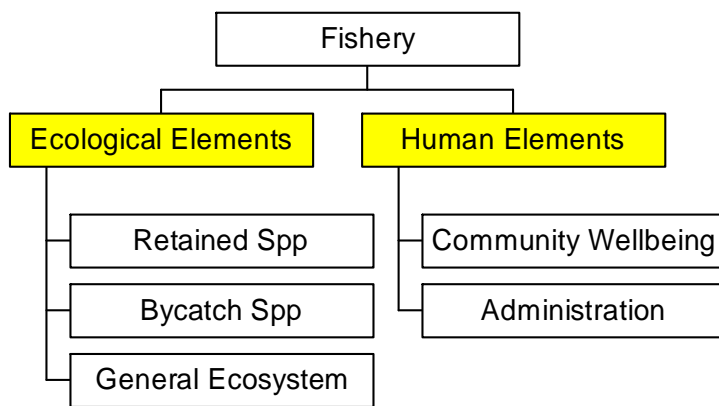 Fishery
Ecological Elements
Human Elements
Retained Spp
Bycatch Spp
General Ecosystem
Community Wellbeing
Administration